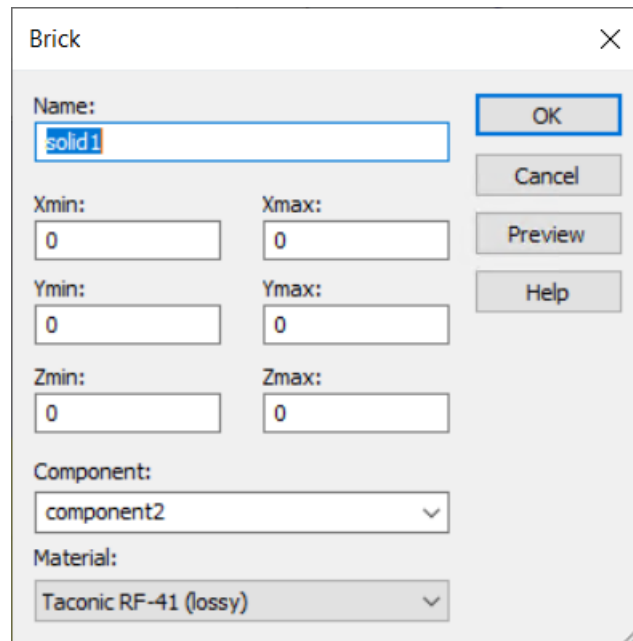 Brick
Name:
solid1
OK
Cancel
Xmin:
Xmax:
0
0
Preview
Ymin:
Ymax:
Help
0
0
Zmin:
Zmax:
0
0
Component:
component2
Material:
Taconic RF-41 (lossy)